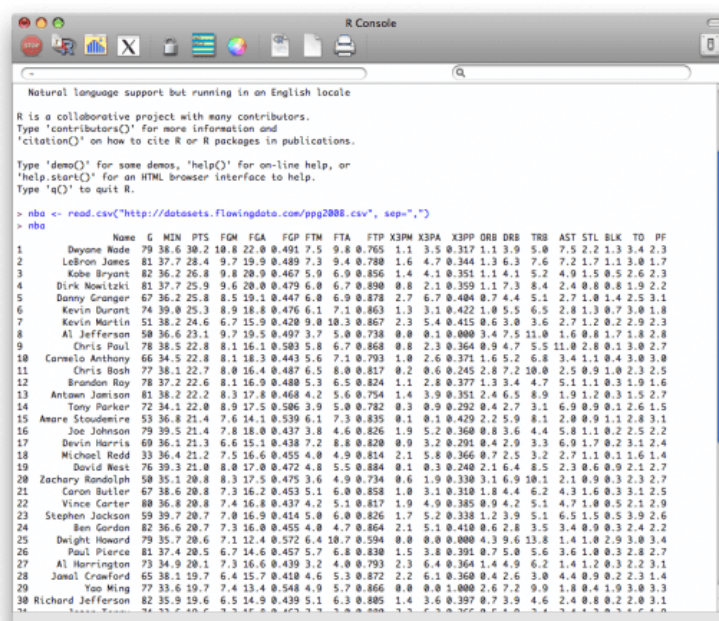 R Console
STOP
R
X
Natural language support but running in an English locale
R is a collaborative project with many contributors.
Type 'contributors()' for more information and
'citation()' on how to cite R or R packages in publications.
Type 'demo()' for some demos, 'help()' for on-line help, or
'help.start()' for an HTML browser interface to help.
Type 'q()' to quit R.
> nba <- read.csv("http://datasets.flowingdata.com/ppg2008.csv", sep=",")
> nba
Name G MIN PTS FGM FGA FGP FTM FTA FTP X3PM X3PA X3PP ORB DRB TRB AST STL BLK TO PF
1 Dwyane Wade 79 38.6 30.2 10.8 22.0 0.491 7.5 9.8 0.765 1.1 3.5 0.317 1.1 3.9 5.0 7.5 2.2 1.3 3.4 2.3
2 LeBron James 81 37.7 28.4 9.7 19.9 0.489 7.3 9.4 0.780 1.6 4.7 0.344 1.3 6.3 7.6 7.2 1.7 1.1 3.0 1.7
3 Kobe Bryant 82 36.2 26.8 9.8 20.9 0.467 5.9 6.9 0.856 1.4 4.1 0.351 1.1 4.1 5.2 4.9 1.5 0.5 2.6 2.3
4 Dirk Nowitzki 81 37.7 25.9 9.6 20.0 0.479 6.0 6.7 0.890 0.8 2.1 0.359 1.1 7.3 8.4 2.4 0.8 0.8 1.9 2.2
5 Danny Granger 67 36.2 25.8 8.5 19.1 0.447 6.0 6.9 0.878 2.7 6.7 0.404 0.7 4.4 5.1 2.7 1.0 1.4 2.5 3.1
6 Kevin Durant 74 39.0 25.3 8.9 18.8 0.476 6.1 7.1 0.863 1.3 3.1 0.422 1.0 5.5 6.5 2.8 1.3 0.7 3.0 1.8
7 Kevin Martin 51 38.2 24.6 6.7 15.9 0.420 9.0 10.3 0.867 2.3 5.4 0.415 0.6 3.0 3.6 2.7 1.2 0.2 2.9 2.3
8 Al Jefferson 50 36.6 23.1 9.7 19.5 0.497 3.7 5.0 0.738 0.0 0.1 0.000 3.4 7.5 11.0 1.6 0.8 1.7 1.8 2.8
9 Chris Paul 78 38.5 22.8 8.1 16.1 0.503 5.8 6.7 0.868 0.8 2.3 0.364 0.9 4.7 5.5 11.0 2.8 0.1 3.0 2.7
10 Carmelo Anthony 66 34.5 22.8 8.1 18.3 0.443 5.6 7.1 0.793 1.0 2.6 0.371 1.6 5.2 6.8 3.4 1.1 0.4 3.0 3.0
11 Chris Bosh 77 38.1 22.7 8.0 16.4 0.487 6.5 8.0 0.817 0.2 0.6 0.245 2.8 7.2 10.0 2.5 0.9 1.0 2.3 2.5
12 Brandon Roy 78 37.2 22.6 8.1 16.9 0.480 5.3 6.5 0.824 1.1 2.8 0.377 1.3 3.4 4.7 5.1 1.1 0.3 1.9 1.6
13 Antawn Jamison 81 38.2 22.2 8.3 17.8 0.468 4.2 5.6 0.754 1.4 3.9 0.351 2.4 6.5 8.9 1.9 1.2 0.3 1.5 2.7
14 Tony Parker 72 34.1 22.0 8.9 17.5 0.506 3.9 5.0 0.782 0.3 0.9 0.292 0.4 2.7 3.1 6.9 0.9 0.1 2.6 1.5
15 Amare Stoudemire 53 36.8 21.4 7.6 14.1 0.539 6.1 7.3 0.835 0.1 0.1 0.429 2.2 5.9 8.1 2.0 0.9 1.1 2.8 3.1
16 Joe Johnson 79 39.5 21.4 7.8 18.0 0.437 3.8 4.6 0.826 1.9 5.2 0.360 0.8 3.6 4.4 5.8 1.1 0.2 2.5 2.2
17 Devin Harris 69 36.1 21.3 6.6 15.1 0.438 7.2 8.8 0.820 0.9 3.2 0.291 0.4 2.9 3.3 6.9 1.7 0.2 3.1 2.4
18 Michael Redd 33 36.4 21.2 7.5 16.6 0.455 4.0 4.9 0.814 2.1 5.8 0.366 0.7 2.5 3.2 2.7 1.1 0.1 1.6 1.4
19 David West 76 39.3 21.0 8.0 17.0 0.472 4.8 5.5 0.884 0.1 0.3 0.240 2.1 6.4 8.5 2.3 0.6 0.9 2.1 2.7
20 Zachary Randolph 50 35.1 20.8 8.3 17.5 0.475 3.6 4.9 0.734 0.6 1.9 0.330 3.1 6.9 10.1 2.1 0.9 0.3 2.3 2.7
21 Caron Butler 67 38.6 20.8 7.3 16.2 0.453 5.1 6.0 0.858 1.0 3.1 0.310 1.8 4.4 6.2 4.3 1.6 0.3 3.1 2.5
22 Vince Carter 80 36.8 20.8 7.4 16.8 0.437 4.2 5.1 0.817 1.9 4.9 0.385 0.9 4.2 5.1 4.7 1.0 0.5 2.1 2.9
23 Stephen Jackson 59 39.7 20.7 7.0 16.9 0.414 5.0 6.0 0.826 1.7 5.2 0.338 1.2 3.9 5.1 6.5 1.5 0.5 3.9 2.6
24 Ben Gordon 82 36.6 20.7 7.3 16.0 0.455 4.0 4.7 0.864 2.1 5.1 0.410 0.6 2.8 3.5 3.4 0.9 0.3 2.4 2.2
25 Dwight Howard 79 35.7 20.6 7.1 12.4 0.572 6.4 10.7 0.594 0.0 0.0 0.000 4.3 9.6 13.8 1.4 1.0 2.9 3.0 3.4
26 Paul Pierce 81 37.4 20.5 6.7 14.6 0.457 5.7 6.8 0.830 1.5 3.8 0.391 0.7 5.0 5.6 3.6 1.0 0.3 2.8 2.7
27 Al Harrington 73 34.9 20.1 7.3 16.6 0.439 3.2 4.0 0.793 2.3 6.4 0.364 1.4 4.9 6.2 1.4 1.2 0.3 2.2 3.1
28 Jamal Crawford 65 38.1 19.7 6.4 15.7 0.410 4.6 5.3 0.872 2.2 6.1 0.360 0.4 2.6 3.0 4.4 0.9 0.2 2.3 1.4
29 Yao Ming 77 33.6 19.7 7.4 13.4 0.548 4.9 5.7 0.866 0.0 0.0 1.000 2.6 7.2 9.9 1.8 0.4 1.9 3.0 3.3
30 Richard Jefferson 82 35.9 19.6 6.5 14.9 0.439 5.1 6.3 0.805 1.4 3.6 0.397 0.7 3.9 4.6 2.4 0.8 0.2 2.0 3.1